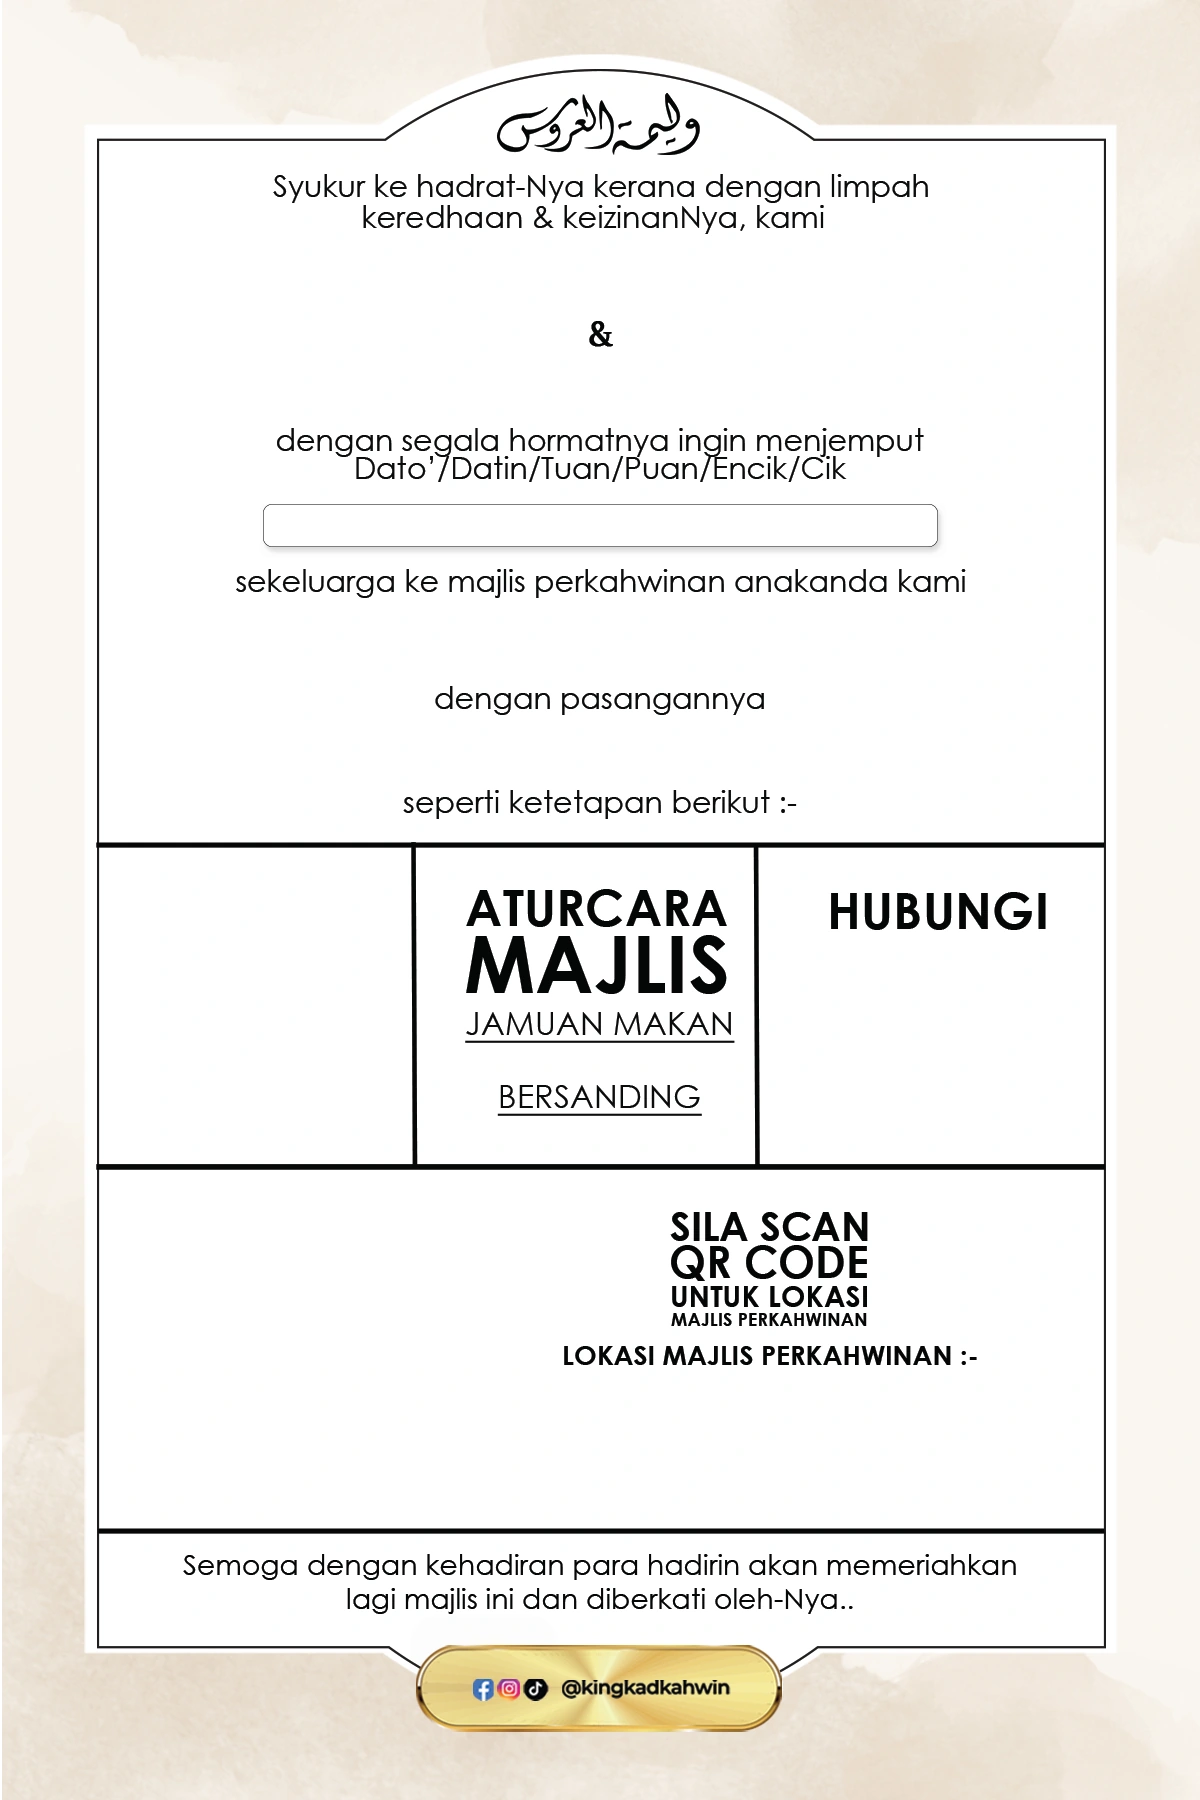 وليمة العروس
Syukur ke hadrat-Nya kerana dengan limpah
keredhaan & keizinanNya, kami
&
dengan segala hormatnya ingin menjemput
Dato'/Datin/Tuan/Puan/Encik/Cik
sekeluarga ke majlis perkahwinan anakanda kami
dengan pasangannya
seperti ketetapan berikut :-
ATURCARA
MAJLIS
JAMUAN MAKAN
BERSANDING
HUBUNGI
SILA SCAN
QR CODE
UNTUK LOKASI
MAJLIS PERKAHWINAN
LOKASI MAJLIS PERKAHWINAN :-
Semoga dengan kehadiran para hadirin akan memeriahkan
lagi majlis ini dan diberkati oleh-Nya..
@kingkadkahwin